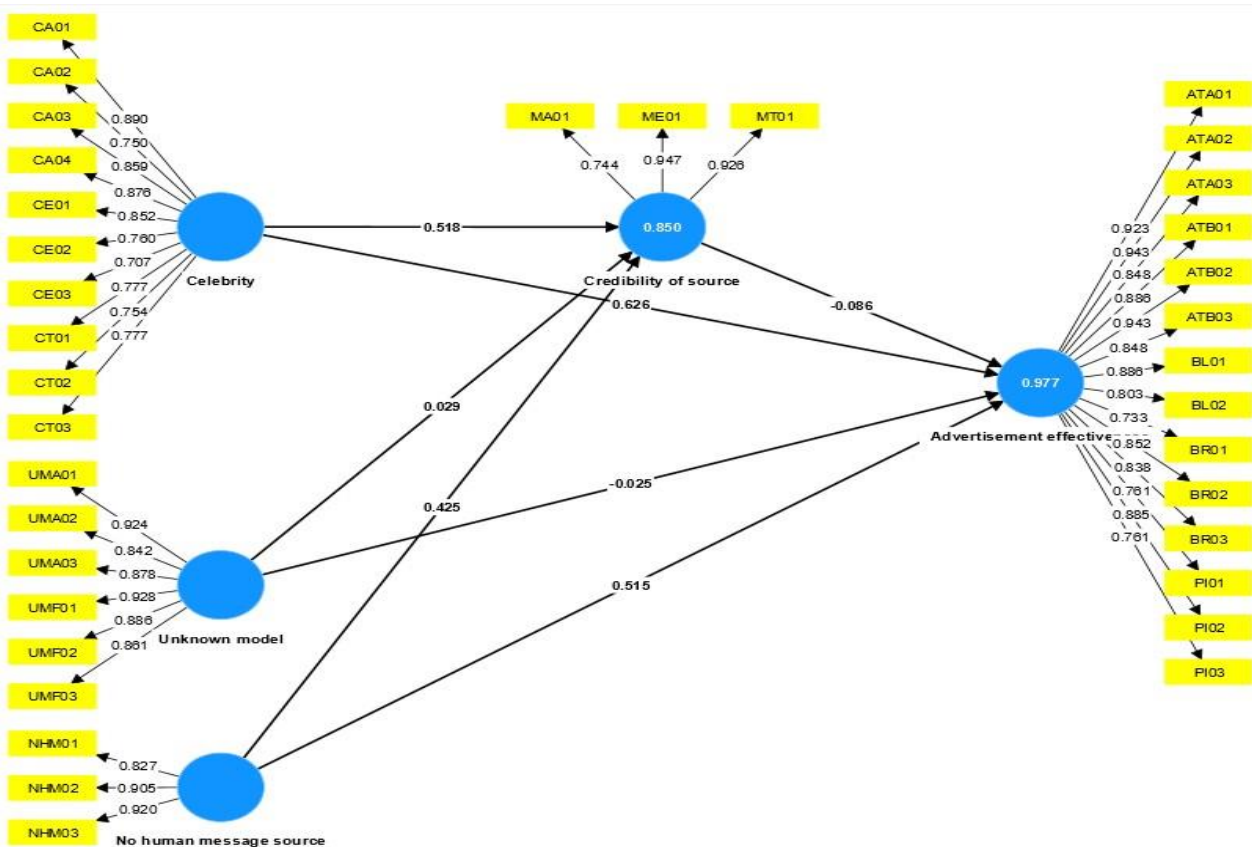 CA01
CA02
CA03
CA04
CE01
CE02
CE03
CT01
CT02
CT03
0.890
0.750
0.859
0.876
0.852
0.760
0.707
0.777
0.754
0.777
Celebrity
UMA01
UMA02
UMA03
UMF01
UMF02
UMF03
0.924
0.842
0.878
0.928
0.886
0.861
Unknown model
NHM01
NHM02
NHM03
0.827
0.905
0.920
No human message source
MA01
ME01
MT01
0.744
0.947
0.926
0.850
Credibility of source
0.518
0.626
0.029
0.425
-0.086
-0.025
0.515
0.977
Advertisement effective
ATA01
ATA02
ATA03
ATB01
ATB02
ATB03
BL01
BL02
BR01
BR02
BR03
PI01
PI02
PI03
0.923
0.943
0.848
0.886
0.943
0.848
0.886
0.803
0.733
0.852
0.838
0.761
0.885
0.761